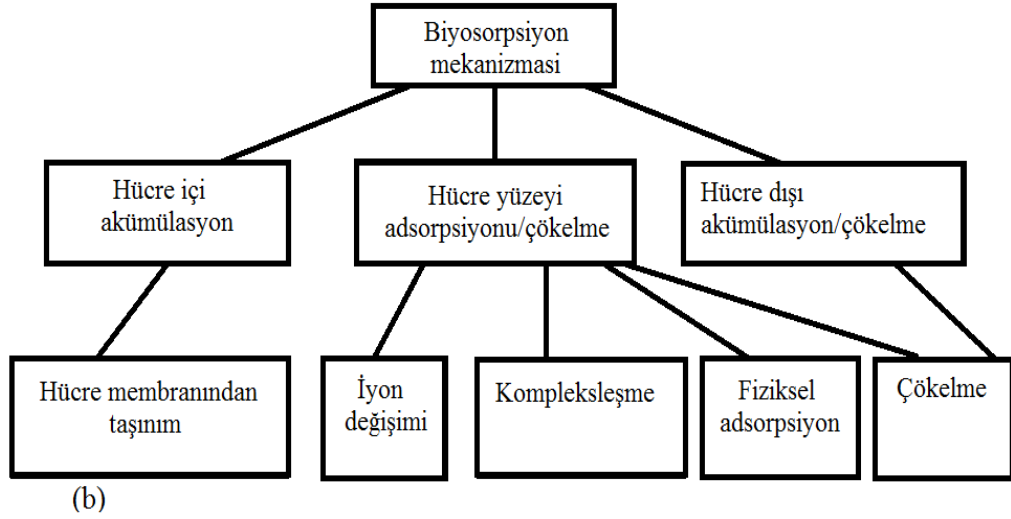 Biyosorpsiyon
mekanizmasi
Hücre içi
akümülasyon
Hücre yüzeyi
adsorpsiyonu/çökelme
Hücre dışı
akümülasyon/çökelme
Hücre membranından
taşınım
İyon
değişimi
Kompleksleşme
Fiziksel
adsorpsiyon
Çökelme
(b)